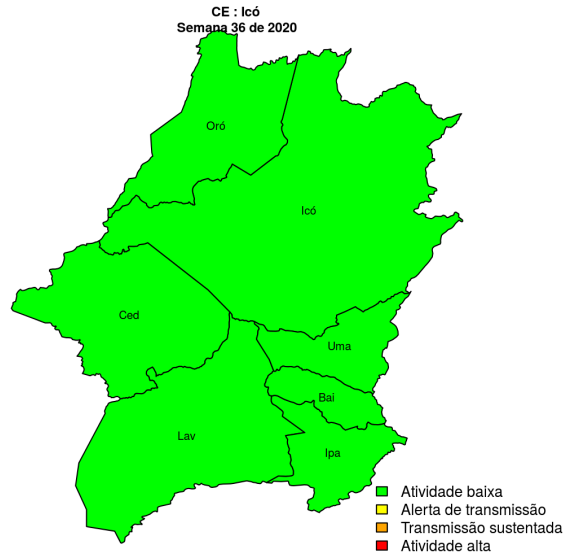 CE : Icó
Semana 36 de 2020
Oró
Icó
Ced
Uma
Bai
Lav
Ipa
Atividade baixa
Alerta de transmissão
Transmissão sustentada
Atividade alta